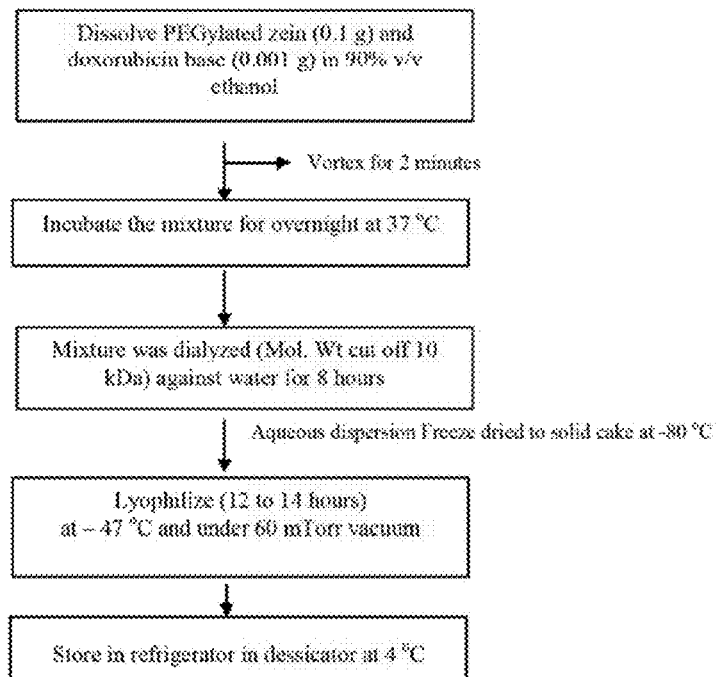 Dissolve PEGylated zein (0.1 g) and
doxorubicin base (0.001 g) in 90% v/v
ethanol
Vortex for 2 minutes
Incubate the mixture for overnight at 37 °C
Mixture was dialyzed (Mol. Wt cut off 10
kDa) against water for 8 hours
Aqueous dispersion Freeze dried to solid cake at -80 °C
Lyophilize (12 to 14 hours)
at – 47 °C and under 60 mTorr vacuum
Store in refrigerator in dessicator at 4 °C